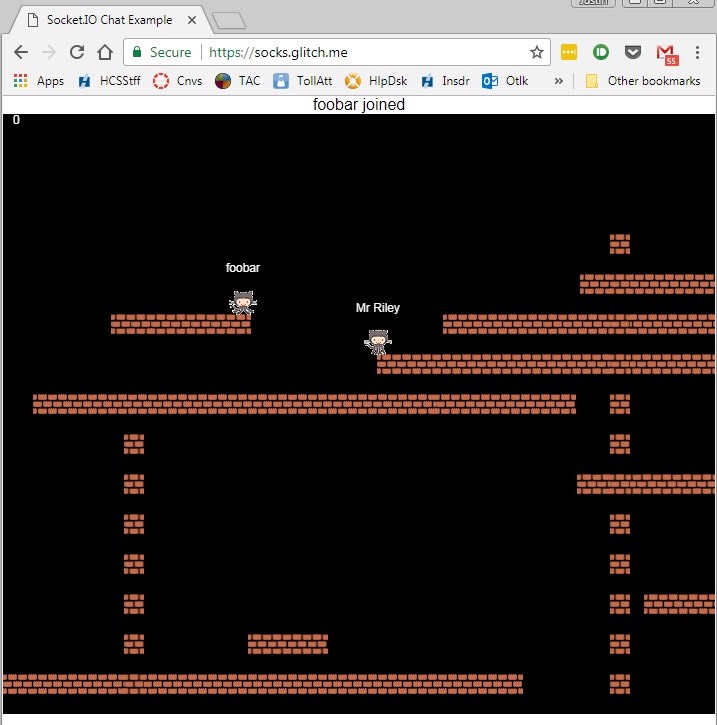 Justin
Socket.IO Chat Example
Secure https://socks.glitch.me
55
Apps HCSStff Cnvs TAC TollAtt HlpDsk Insdr Otlk » Other bookmarks
foobar joined
0
foobar
Mr Riley